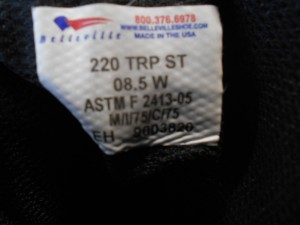 Belleville
800.376.6978
WWW.BELLEVILLESHOE.COM
MADE IN THE USA
220 TRP ST
08.5 W
ASTM F 2413-05
M/I/75/C/75
EH